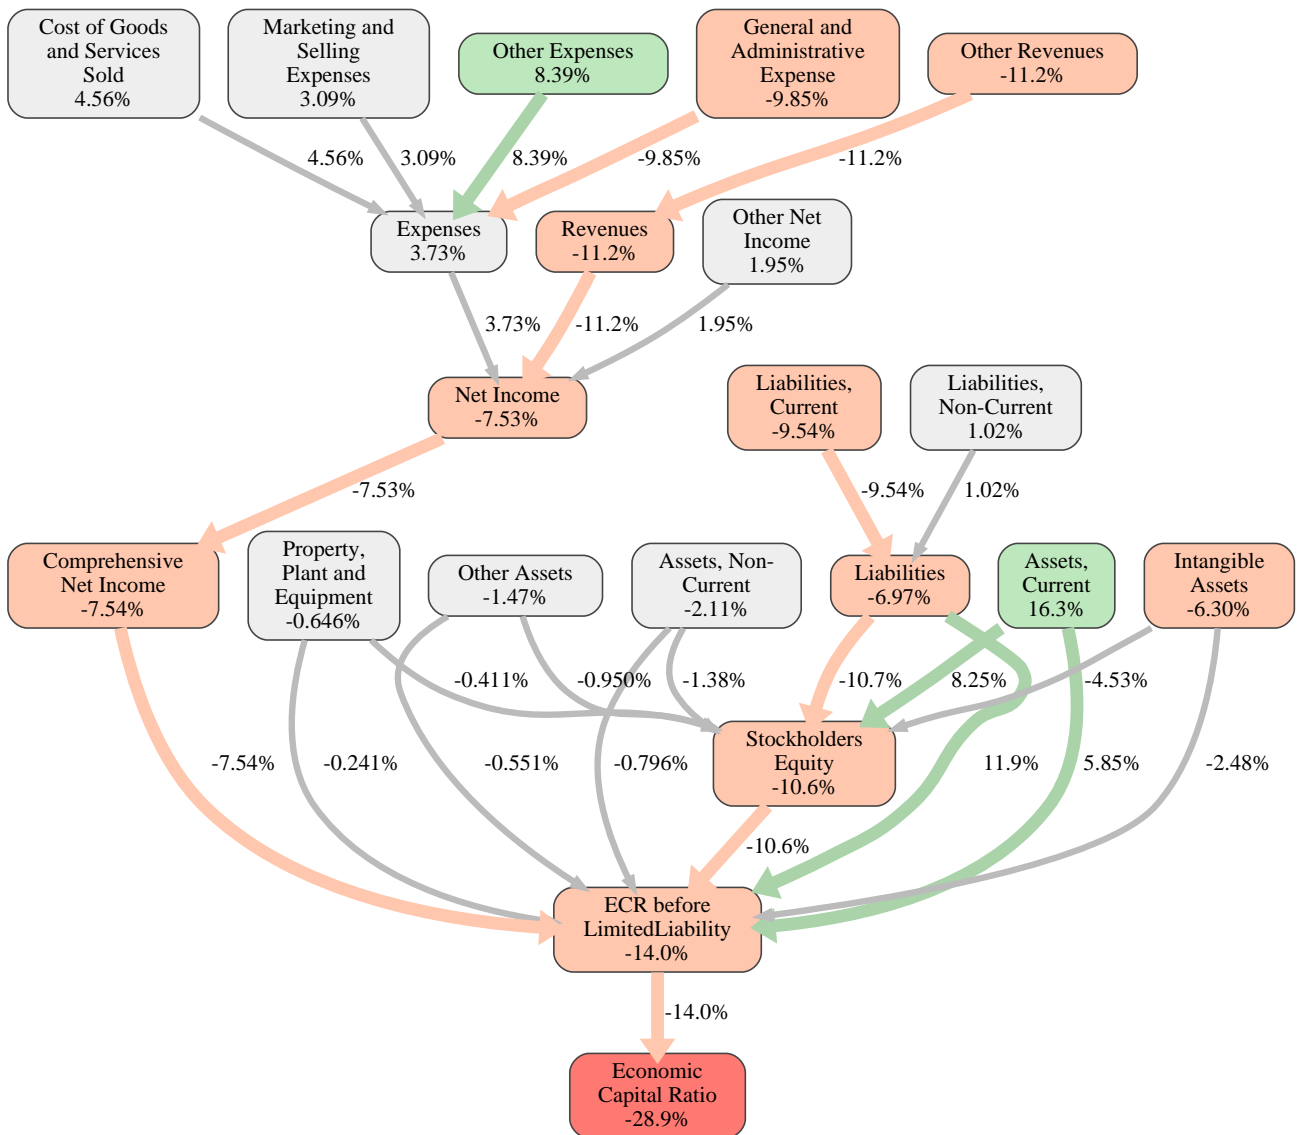 Cost of Goods
and Services
Sold
4.56%
Marketing and
Selling
Expenses
3.09%
Other Expenses
8.39%
General and
Administrative
Expense
-9.85%
Other Revenues
-11.2%
4.56%
3.09%
8.39%
-9.85%
-11.2%
Expenses
3.73%
Revenues
-11.2%
Other Net
Income
1.95%
3.73%
-11.2%
1.95%
Net Income
-7.53%
Liabilities,
Current
-9.54%
Liabilities,
Non-Current
1.02%
-7.53%
-9.54%
1.02%
Comprehensive
Net Income
-7.54%
Property,
Plant and
Equipment
-0.646%
Other Assets
-1.47%
Assets, Non-
Current
-2.11%
Liabilities
-6.97%
Assets,
Current
16.3%
Intangible
Assets
-6.30%
-0.411%
-0.950%
-1.38%
-10.7%
8.25%
-4.53%
Stockholders
Equity
-10.6%
-7.54%
-0.241%
-0.551%
-0.796%
11.9%
5.85%
-2.48%
-10.6%
ECR before
LimitedLiability
-14.0%
-14.0%
Economic
Capital Ratio
-28.9%